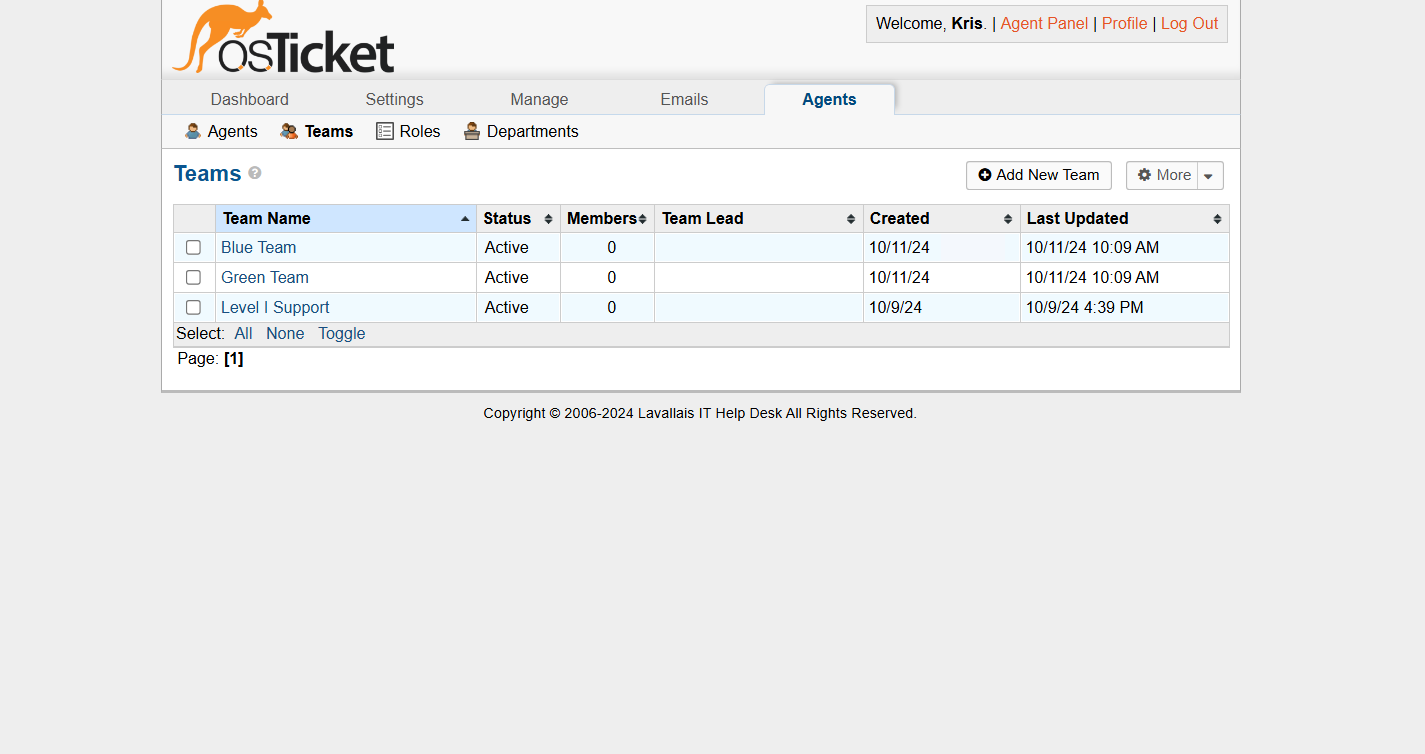 osTicket
Welcome, Kris. | Agent Panel | Profile | Log Out
Dashboard Settings Manage Emails Agents
Agents Teams Roles Departments
Teams ?
Add New Team More
Team Name Status Members Team Lead Created Last Updated
Blue Team Active 0 10/11/24 10/11/24 10:09 AM
Green Team Active 0 10/11/24 10/11/24 10:09 AM
Level I Support Active 0 10/9/24 10/9/24 4:39 PM
Select: All None Toggle
Page: [1]
Copyright © 2006-2024 Lavallais IT Help Desk All Rights Reserved.